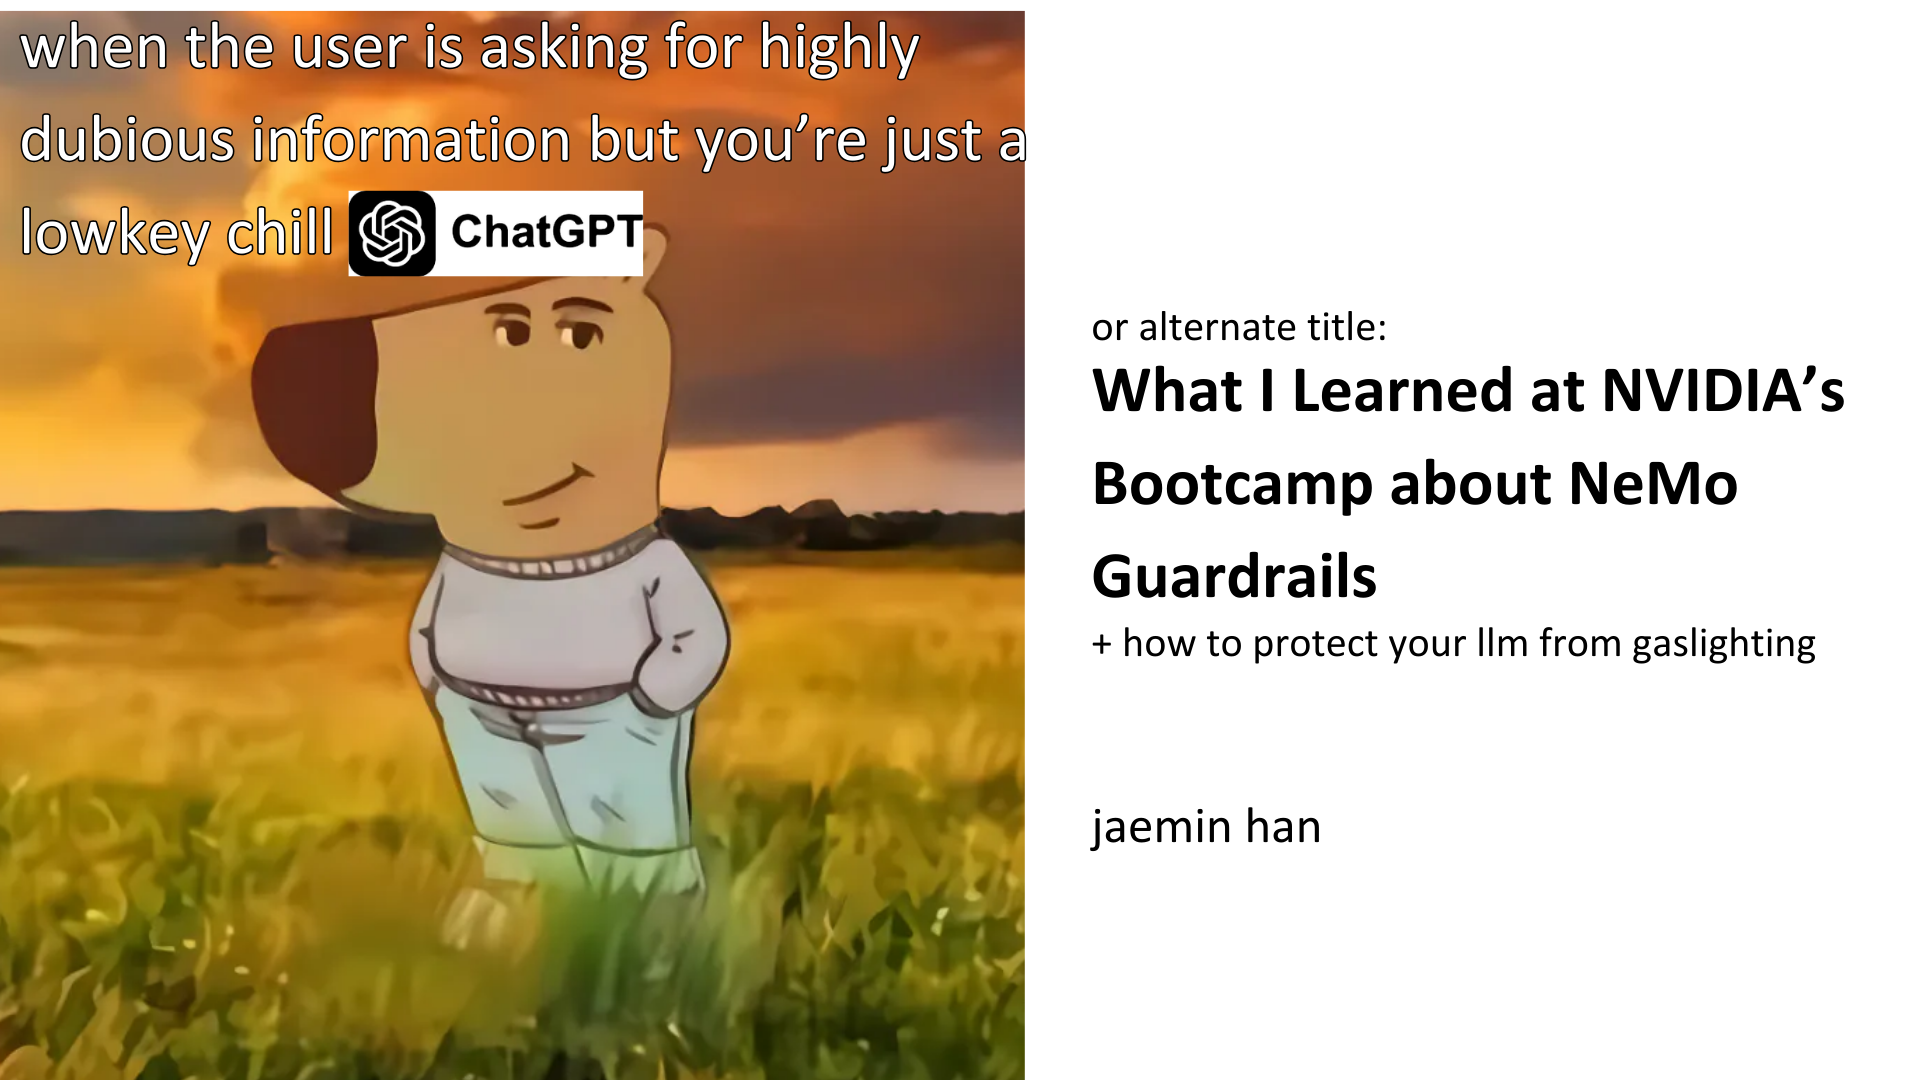 when the user is asking for highly
dubious information but you’re just a
lowkey chill ChatGPT
or alternate title:
What I Learned at NVIDIA’s
Bootcamp about NeMo
Guardrails
+ how to protect your llm from gaslighting
jaemin han